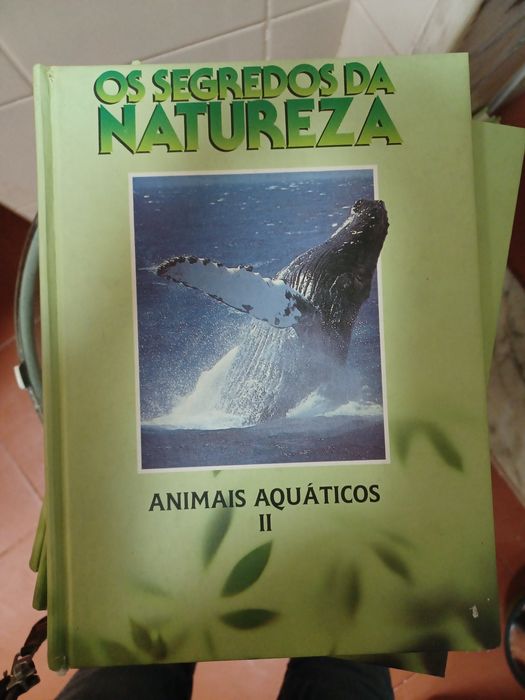 OS SEGREDOS DA
NATUREZA
ANIMAIS AQUÁTICOS
II